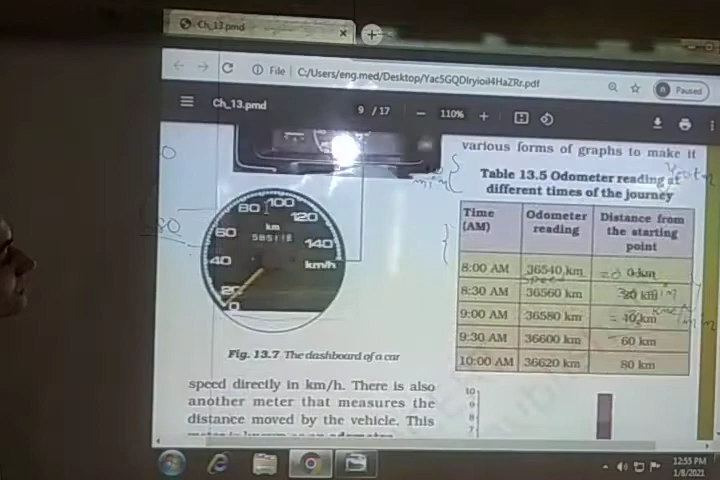 Ch_13.pmd
File | C:/Users/eng.med/Desktop/Yac5GQDIryioil4HaZRr.pdf
Paused
Ch_13.pmd
9 / 17
110%
various forms of graphs to make it
Table 13.5 Odometer reading at
different times of the journey
Time (AM) Odometer reading Distance from the starting point
8:00 AM 36540 km 0 km
8:30 AM 36560 km 20 km
9:00 AM 36580 km 40 km
9:30 AM 36600 km 60 km
10:00 AM 36620 km 80 km
0 20 40 60 80 100 120 140
km
km/h
Fig. 13.7 The dashboard of a car
speed directly in km/h. There is also
another meter that measures the
distance moved by the vehicle. This
10
9
8
7
80
Speed
12:55 PM
1/8/2021